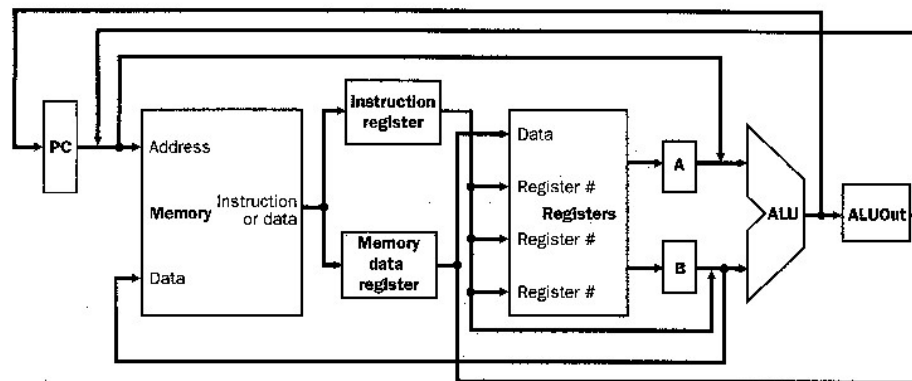 PC
Address
Memory
Instruction
or data
Data
Instruction
register
Memory
data
register
Data
Register #
Registers
Register #
Register #
A
B
ALU
ALUOut